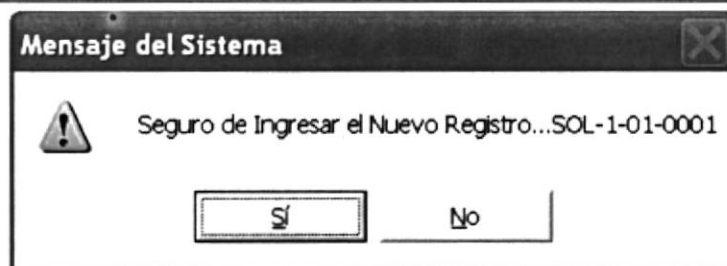 Mensaje del Sistema
Seguro de Ingresar el Nuevo Registro...SOL-1-01-0001
Sí
No